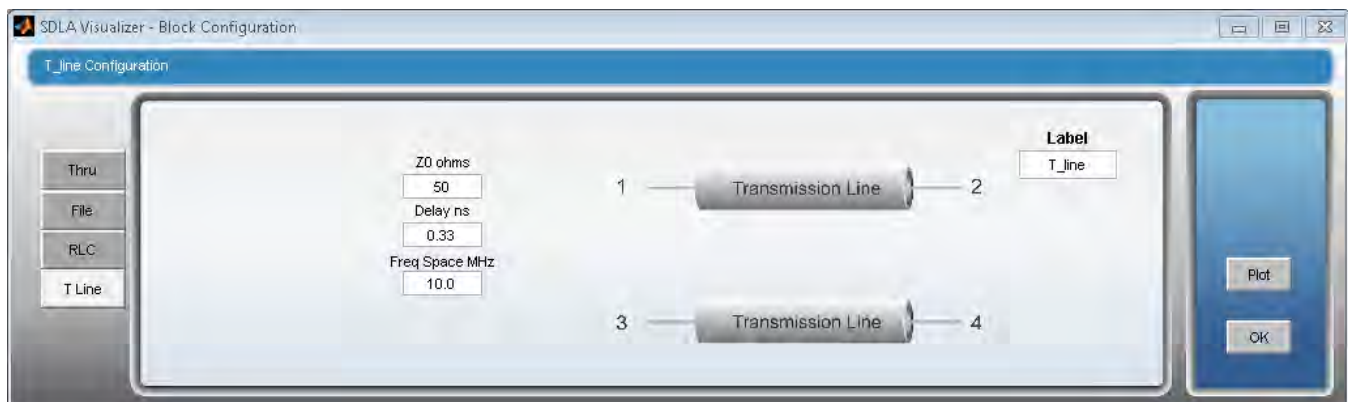 SDLA Visualizer - Block Configuration
T_line Configuration
Thru
File
RLC
T Line
Z0 ohms
50
Delay ns
0.33
Freq Space MHz
10.0
1 Transmission Line 2
3 Transmission Line 4
Label
T_line
Plot
OK